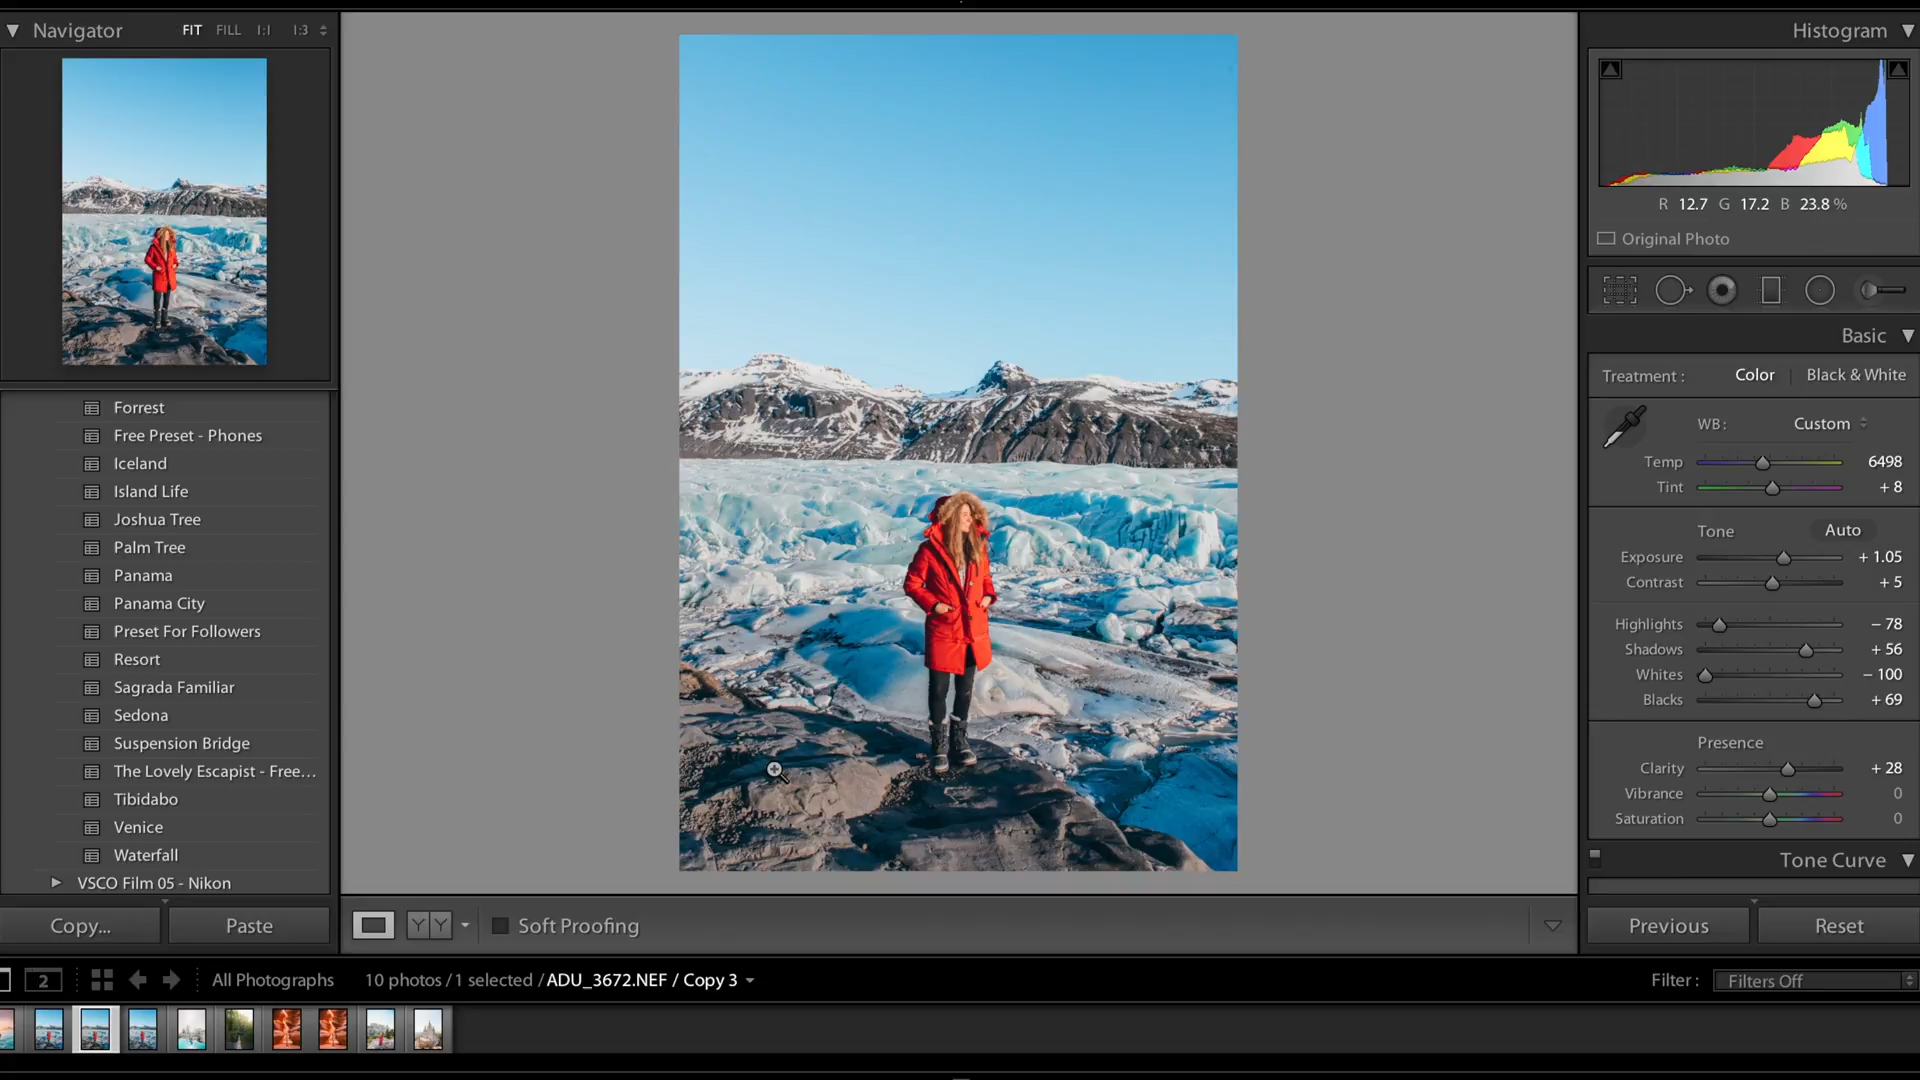 Navigator FIT FILL 1:1 1:3
Forrest
Free Preset - Phones
Iceland
Island Life
Joshua Tree
Palm Tree
Panama
Panama City
Preset For Followers
Resort
Sagrada Familiar
Sedona
Suspension Bridge
The Lovely Escapist - Free...
Tibidabo
Venice
Waterfall
VSCO Film 05 - Nikon
Copy... Paste
Y Y Soft Proofing
Histogram
R 12.7 G 17.2 B 23.8 %
Original Photo
Basic
Treatment : Color Black & White
WB : Custom
Temp 6498
Tint + 8
Tone Auto
Exposure + 1.05
Contrast + 5
Highlights − 78
Shadows + 56
Whites − 100
Blacks + 69
Presence
Clarity + 28
Vibrance 0
Saturation 0
Tone Curve
Previous Reset
2 All Photographs 10 photos / 1 selected / ADU_3672.NEF / Copy 3 Filter : Filters Off